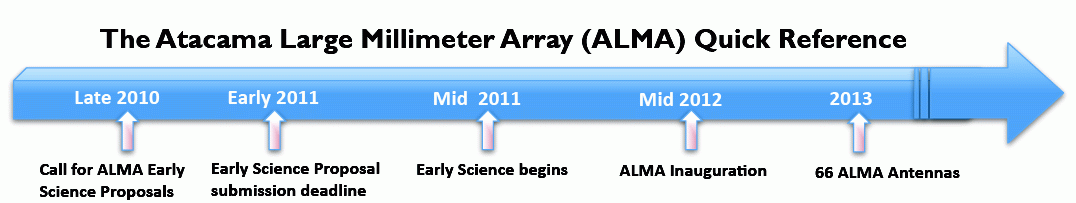 The Atacama Large Millimeter Array (ALMA) Quick Reference
Late 2010
Early 2011
Mid 2011
Mid 2012
2013
Call for ALMA Early
Science Proposals
Early Science Proposal
submission deadline
Early Science begins
ALMA Inauguration
66 ALMA Antennas